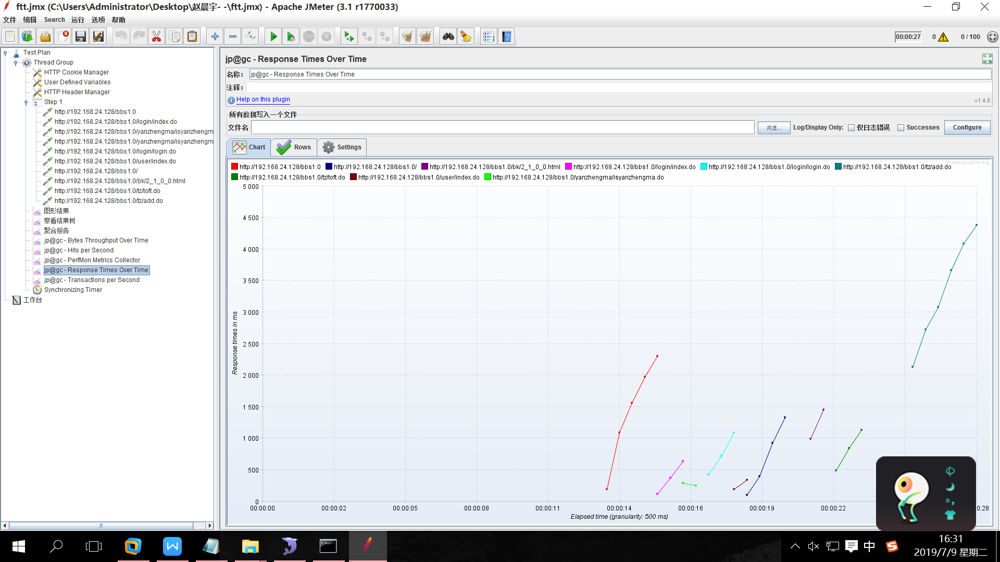 ftt.jmx (C:\Users\Administrator\Desktop\赵晨宇- -\ftt.jmx) - Apache JMeter (3.1 r1770033)
文件 编辑 Search 运行 选项 帮助
00:00:27 0 0 / 100
Test Plan
Thread Group
HTTP Cookie Manager
User Defined Variables
HTTP Header Manager
Step 1
http://192.168.24.128/bbs1.0
http://192.168.24.128/bbs1.0/login/index.do
http://192.168.24.128/bbs1.0/yanzhengma/isyanzhengm
http://192.168.24.128/bbs1.0/yanzhengma/isyanzhengm
http://192.168.24.128/bbs1.0/login/login.do
http://192.168.24.128/bbs1.0/user/index.do
http://192.168.24.128/bbs1.0/
http://192.168.24.128/bbs1.0/bk/2_1_0_0.html
http://192.168.24.128/bbs1.0/tz/toft.do
http://192.168.24.128/bbs1.0/tz/add.do
图形结果
察看结果树
聚合报告
jp@gc - Bytes Throughput Over Time
jp@gc - Hits per Second
jp@gc - PerfMon Metrics Collector
jp@gc - Response Times Over Time
jp@gc - Transactions per Second
Synchronizing Timer
工作台
jp@gc - Response Times Over Time
名称： jp@gc - Response Times Over Time
注释：
Help on this plugin v1.4.0
所有数据写入一个文件
文件名 浏览... Log/Display Only: 仅日志错误 Successes Configure
Chart Rows Settings
jmeter-plugins.org
http://192.168.24.128/bbs1.0 http://192.168.24.128/bbs1.0/ http://192.168.24.128/bbs1.0/bk/2_1_0_0.html http://192.168.24.128/bbs1.0/login/index.do http://192.168.24.128/bbs1.0/login/login.do http://192.168.24.128/bbs1.0/tz/add.do
http://192.168.24.128/bbs1.0/tz/toft.do http://192.168.24.128/bbs1.0/user/index.do http://192.168.24.128/bbs1.0/yanzhengma/isyanzhengma.do
5 000
4 500
4 000
3 500
3 000
2 500
2 000
1 500
1 000
500
0
Response times in ms
00:00:00 00:00:02 00:00:05 00:00:08 00:00:11 00:00:14 00:00:16 00:00:19 00:00:22 0:28
Elapsed time (granularity: 500 ms)
中
16:31
中
2019/7/9 星期二